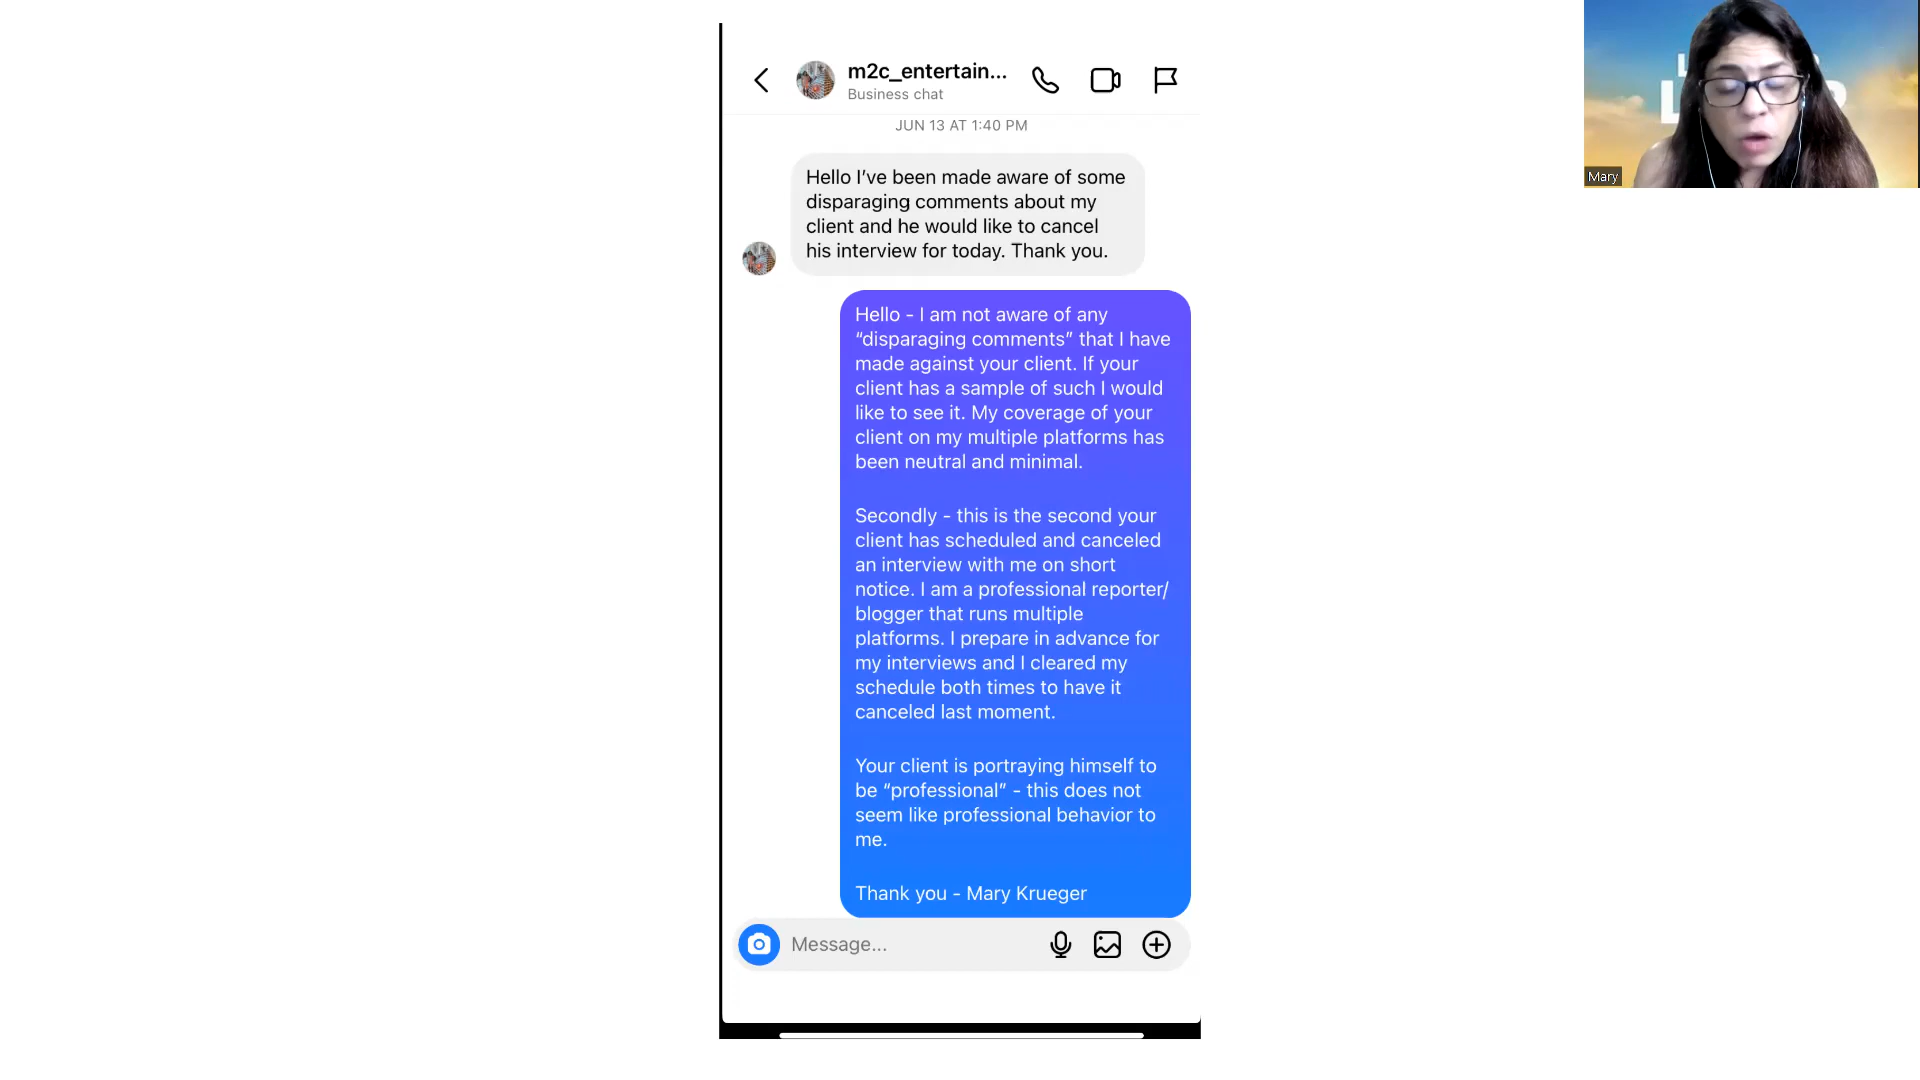 m2c_entertain...
Business chat
JUN 13 AT 1:40 PM
Hello I’ve been made aware of some
disparaging comments about my
client and he would like to cancel
his interview for today. Thank you.
Hello - I am not aware of any
“disparaging comments” that I have
made against your client. If your
client has a sample of such I would
like to see it. My coverage of your
client on my multiple platforms has
been neutral and minimal.
Secondly - this is the second your
client has scheduled and canceled
an interview with me on short
notice. I am a professional reporter/
blogger that runs multiple
platforms. I prepare in advance for
my interviews and I cleared my
schedule both times to have it
canceled last moment.
Your client is portraying himself to
be “professional” - this does not
seem like professional behavior to
me.
Thank you - Mary Krueger
Message...
Mary